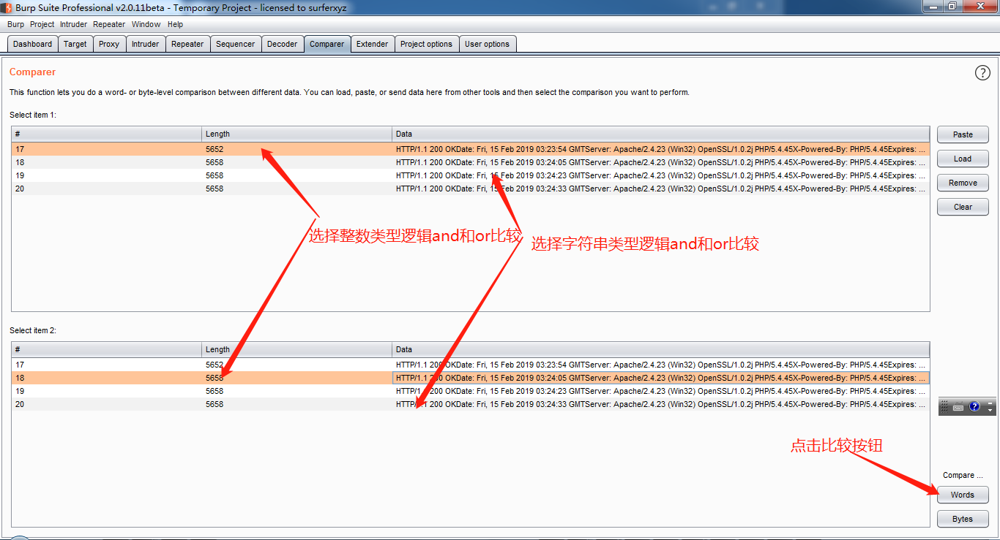 Burp Suite Professional v2.0.11beta - Temporary Project - licensed to surferxyz
Burp Project Intruder Repeater Window Help
Dashboard Target Proxy Intruder Repeater Sequencer Decoder Comparer Extender Project options User options
Comparer
?
This function lets you do a word- or byte-level comparison between different data. You can load, paste, or send data here from other tools and then select the comparison you want to perform.
Select item 1:
# Length Data
17 5652 HTTP/1.1 200 OKDate: Fri, 15 Feb 2019 03:23:54 GMTServer: Apache/2.4.23 (Win32) OpenSSL/1.0.2j PHP/5.4.45X-Powered-By: PHP/5.4.45Expires: ...
18 5658 HTTP/1.1 200 OKDate: Fri, 15 Feb 2019 03:24:05 GMTServer: Apache/2.4.23 (Win32) OpenSSL/1.0.2j PHP/5.4.45X-Powered-By: PHP/5.4.45Expires: ...
19 5658 HTTP/1.1 200 OKDate: Fri, 15 Feb 2019 03:24:23 GMTServer: Apache/2.4.23 (Win32) OpenSSL/1.0.2j PHP/5.4.45X-Powered-By: PHP/5.4.45Expires: ...
20 5658 HTTP/1.1 200 OKDate: Fri, 15 Feb 2019 03:24:33 GMTServer: Apache/2.4.23 (Win32) OpenSSL/1.0.2j PHP/5.4.45X-Powered-By: PHP/5.4.45Expires: ...
Paste
Load
Remove
Clear
选择整数类型逻辑and和or比较
选择字符串类型逻辑and和or比较
Select item 2:
# Length Data
17 5652 HTTP/1.1 200 OKDate: Fri, 15 Feb 2019 03:23:54 GMTServer: Apache/2.4.23 (Win32) OpenSSL/1.0.2j PHP/5.4.45X-Powered-By: PHP/5.4.45Expires: ...
18 5658 HTTP/1.1 200 OKDate: Fri, 15 Feb 2019 03:24:05 GMTServer: Apache/2.4.23 (Win32) OpenSSL/1.0.2j PHP/5.4.45X-Powered-By: PHP/5.4.45Expires: ...
19 5658 HTTP/1.1 200 OKDate: Fri, 15 Feb 2019 03:24:23 GMTServer: Apache/2.4.23 (Win32) OpenSSL/1.0.2j PHP/5.4.45X-Powered-By: PHP/5.4.45Expires: ...
20 5658 HTTP/1.1 200 OKDate: Fri, 15 Feb 2019 03:24:33 GMTServer: Apache/2.4.23 (Win32) OpenSSL/1.0.2j PHP/5.4.45X-Powered-By: PHP/5.4.45Expires: ...
?
点击比较按钮
Compare ...
Words
Bytes